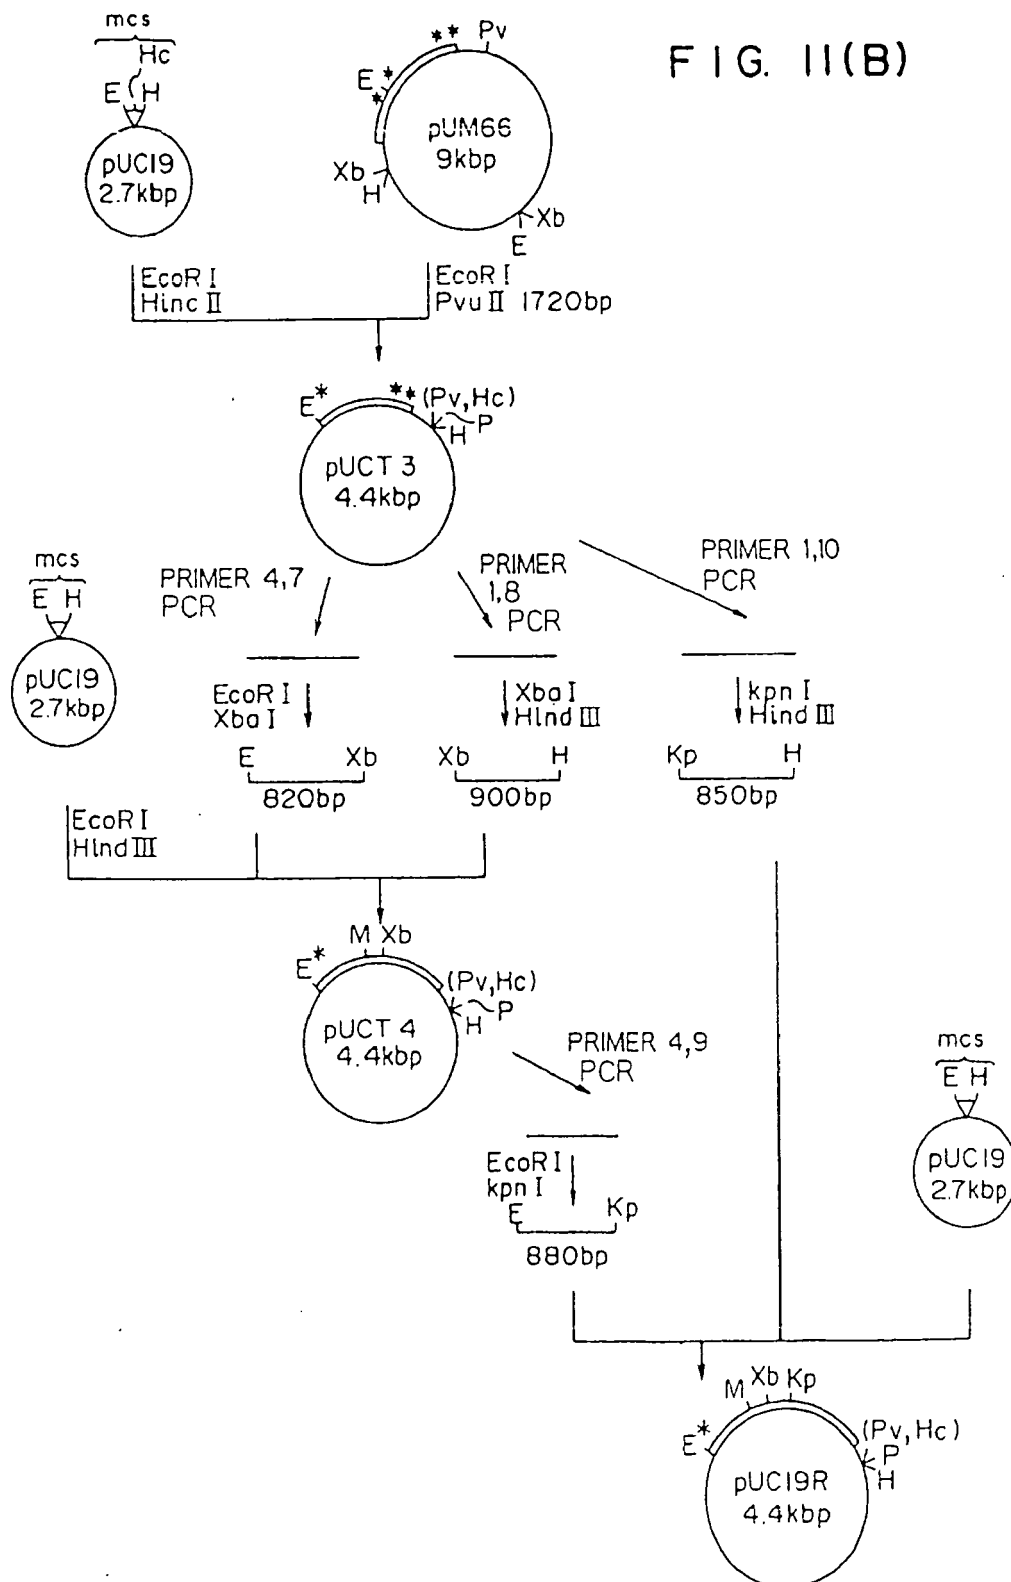 FIG. 11(B)
mcs
Hc
E H
pUC19
2.7kbp
** Pv
E *
*
pUM66
9kbp
Xb
H
Xb
E
EcoR I
Hinc II
EcoR I
Pvu II 1720bp
E* ** (Pv,Hc)
H P
pUCT 3
4.4kbp
mcs
E H
pUC19
2.7kbp
PRIMER 4,7
PCR
PRIMER
1,8
PCR
PRIMER 1,10
PCR
EcoR I
Xba I
Xba I
Hind III
kpn I
Hind III
E Xb
820bp
Xb H
900bp
Kp H
850bp
EcoR I
Hind III
M Xb
E* (Pv,Hc)
H P
pUCT 4
4.4kbp
PRIMER 4,9
PCR
mcs
E H
pUC19
2.7kbp
EcoR I
kpn I
E Kp
880bp
M Xb Kp
E* (Pv,Hc)
P
H
pUC19R
4.4kbp